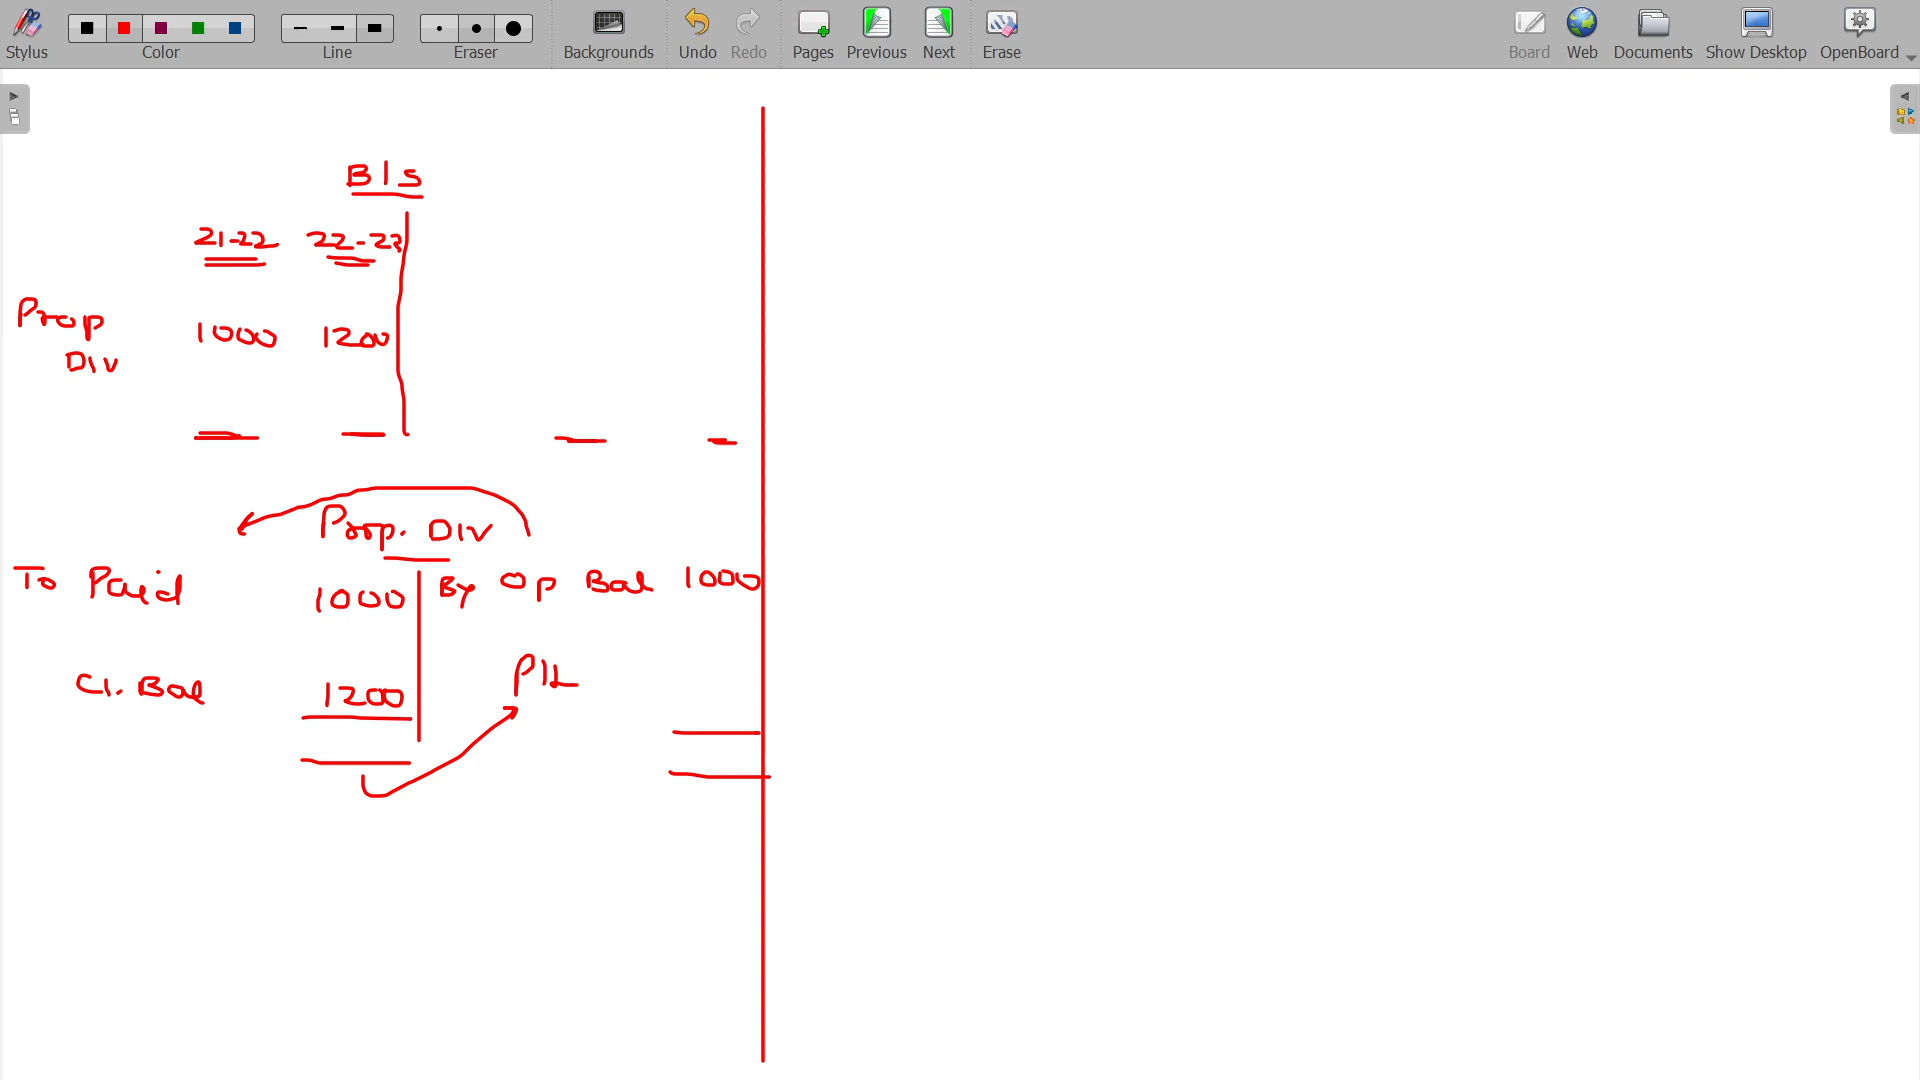 Stylus Color Line Eraser Backgrounds Undo Redo Pages Previous Next Erase Board Web Documents Show Desktop OpenBoard
B/S
21-22 22-23
Prop 1000 1200
Div
Prop. Div
To Paid 1000 By Op Bal 1000
Cl. Bal 1200 P/L